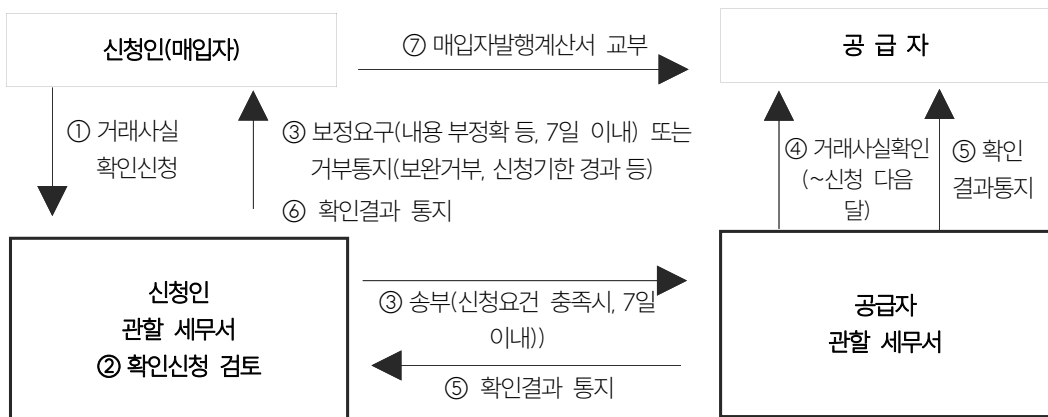 신청인(매입자)
⑦ 매입자발행계산서 교부
공 급 자
① 거래사실
확인신청
③ 보정요구(내용 부정확 등, 7일 이내) 또는
거부통지(보완거부, 신청기한 경과 등)
⑥ 확인결과 통지
④ 거래사실확인
(~신청 다음
달)
⑤ 확인
결과통지
신청인
관할 세무서
② 확인신청 검토
③ 송부(신청요건 충족시, 7일
이내))
⑤ 확인결과 통지
공급자
관할 세무서